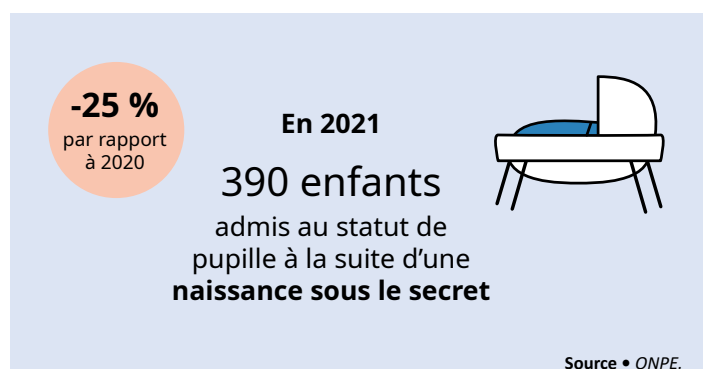 -25 %
par rapport
à 2020
En 2021
390 enfants
admis au statut de
pupille à la suite d’une
naissance sous le secret
Source • ONPE.